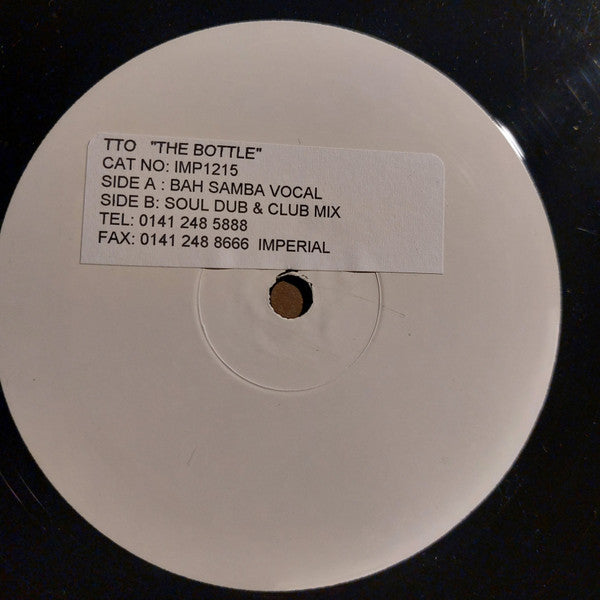 TTO "THE BOTTLE"
CAT NO: IMP1215
SIDE A : BAH SAMBA VOCAL
SIDE B: SOUL DUB & CLUB MIX
TEL: 0141 248 5888
FAX: 0141 248 8666 IMPERIAL